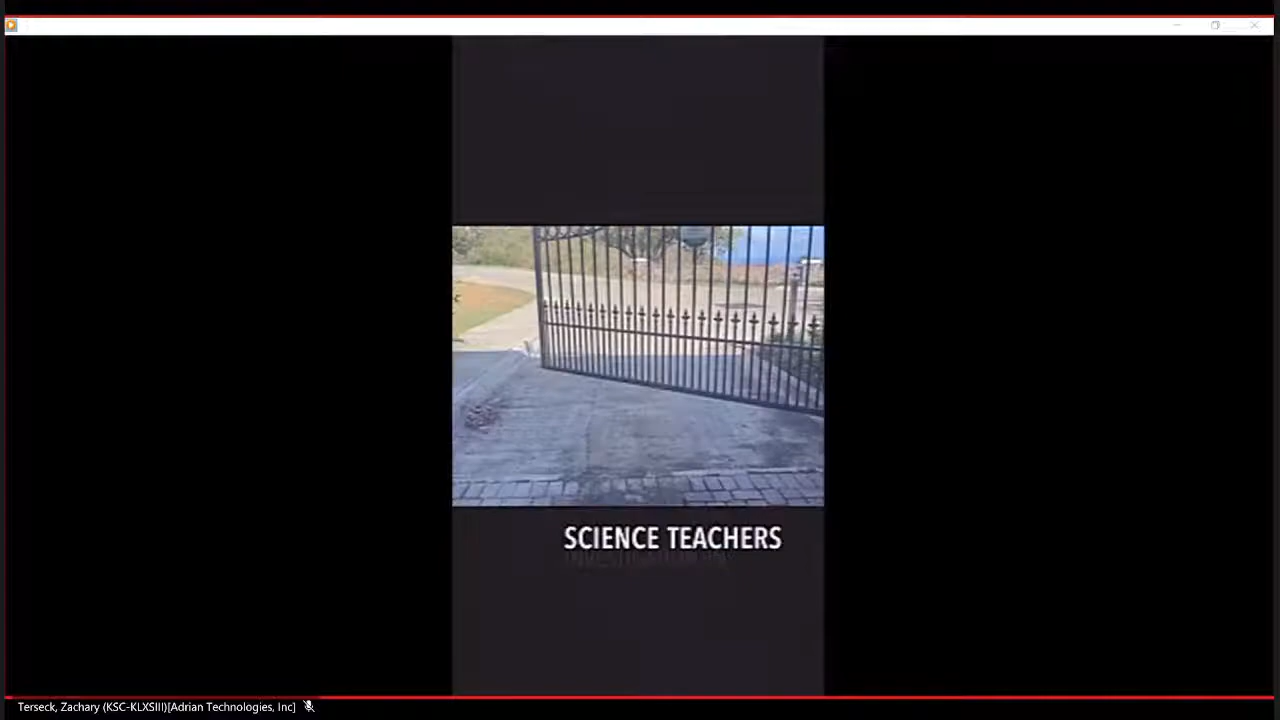 SCIENCE TEACHERS
Terseck, Zachary (KSC-KLXSIII)[Adrian Technologies, Inc]